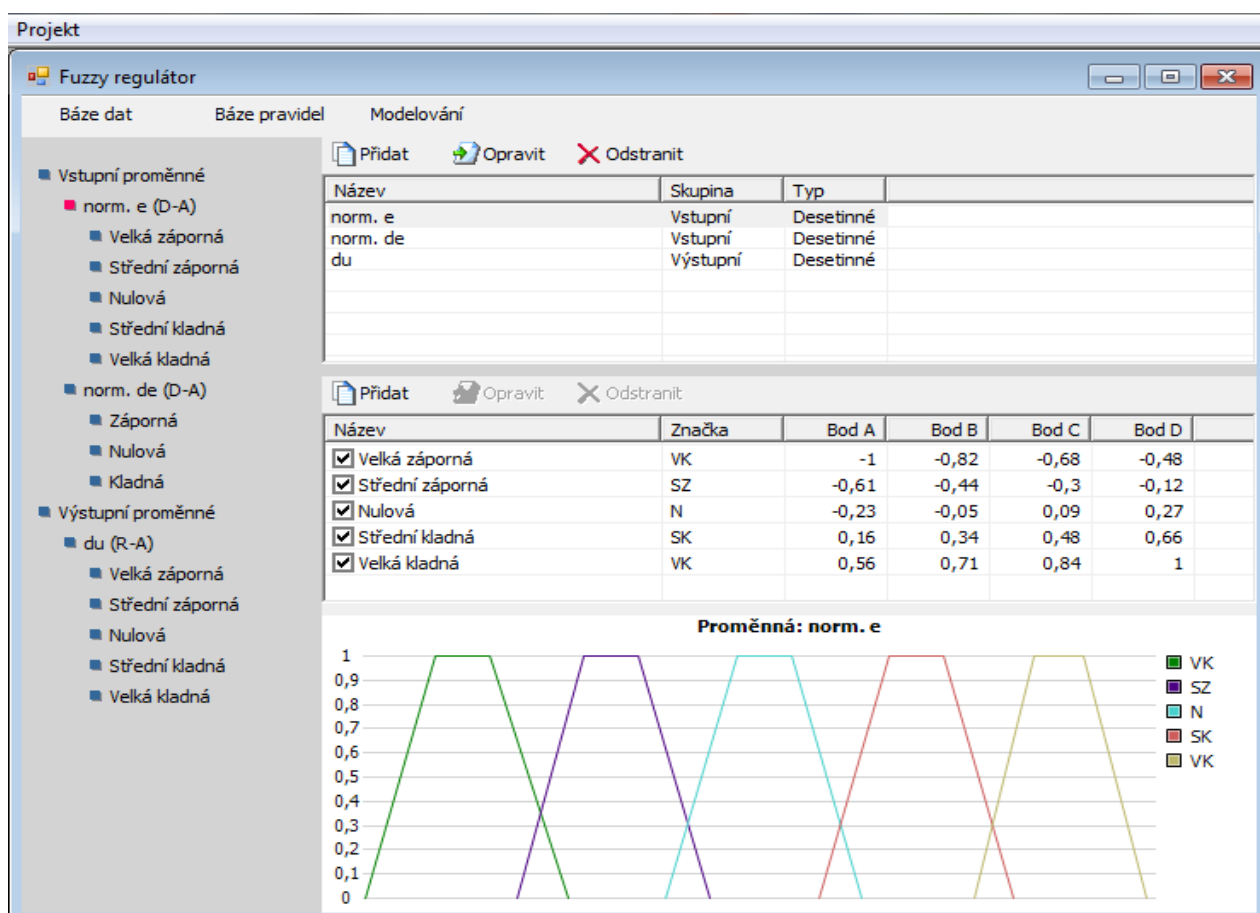 Projekt
Fuzzy regulátor
Báze dat Báze pravidel Modelování
Vstupní proměnné
norm. e (D-A)
Velká záporná
Střední záporná
Nulová
Střední kladná
Velká kladná
norm. de (D-A)
Záporná
Nulová
Kladná
Výstupní proměnné
du (R-A)
Velká záporná
Střední záporná
Nulová
Střední kladná
Velká kladná
Přidat Opravit Odstranit
Název Skupina Typ
norm. e Vstupní Desetinné
norm. de Vstupní Desetinné
du Výstupní Desetinné
Přidat Opravit Odstranit
Název Značka Bod A Bod B Bod C Bod D
Velká záporná VK -1 -0,82 -0,68 -0,48
Střední záporná SZ -0,61 -0,44 -0,3 -0,12
Nulová N -0,23 -0,05 0,09 0,27
Střední kladná SK 0,16 0,34 0,48 0,66
Velká kladná VK 0,56 0,71 0,84 1
Proměnná: norm. e
1
0,9
0,8
0,7
0,6
0,5
0,4
0,3
0,2
0,1
0
VK
SZ
N
SK
VK